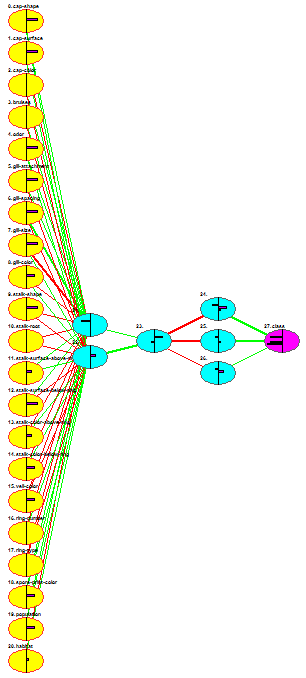 0.cap-shape
1.cap-surface
2.cap-color
3.bruises
4.odor
5.gill-attachment
6.gill-spacing
7.gill-size
8.gill-color
9.stalk-shape
10.stalk-root
11.stalk-surface-above-ring
12.stalk-surface-below-ring
13.stalk-color-above-ring
14.stalk-color-below-ring
15.veil-color
16.ring-number
17.ring-type
18.spore-print-color
19.population
20.habitat
23.
24.
25.
26.
27.class